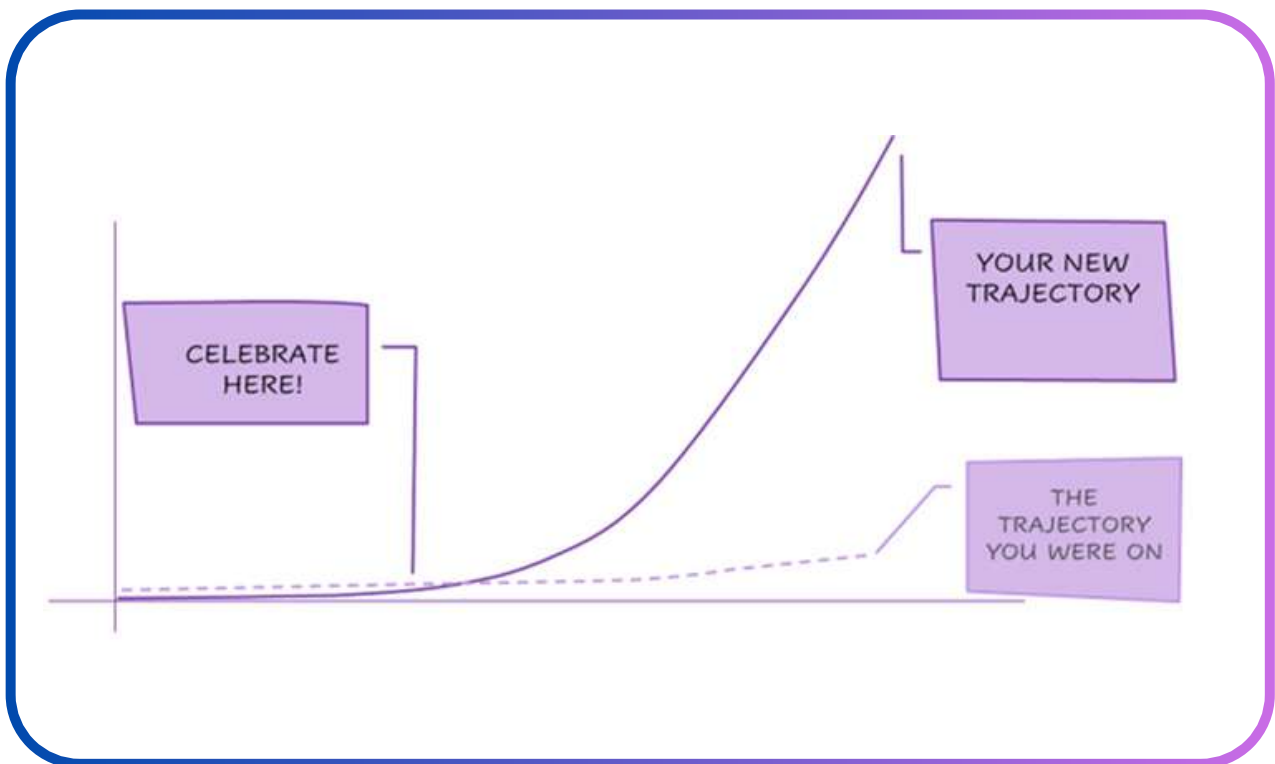 CELEBRATE
HERE!
YOUR NEW
TRAJECTORY
THE
TRAJECTORY
YOU WERE ON